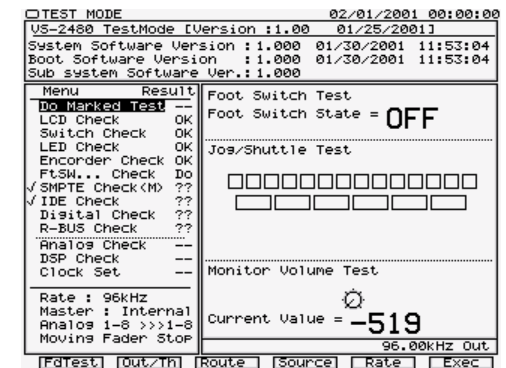 TEST MODE 02/01/2001 00:00:00
VS-2480 TestMode [Version :1.00 01/25/2001]
System Software Version :1.000 01/30/2001 11:53:04
Boot Software Version :1.000 01/30/2001 11:53:04
Sub system Software Ver.:1.000
Menu Result
Do Marked Test --
LCD Check OK
Switch Check OK
LED Check OK
Encorder Check OK
FtSW... Check Do
√ SMPTE Check(M) ??
√ IDE Check ??
Digital Check ??
R-BUS Check ??
Analog Check --
DSP Check --
Clock Set --
Rate : 96kHz
Master : Internal
Analog 1-8 >>>1-8
Moving Fader Stop
Foot Switch Test
Foot Switch State = OFF
Jog/Shuttle Test
Monitor Volume Test
Current Value = -519
96.00kHz Out
FdTest Out/Th Route Source Rate Exec